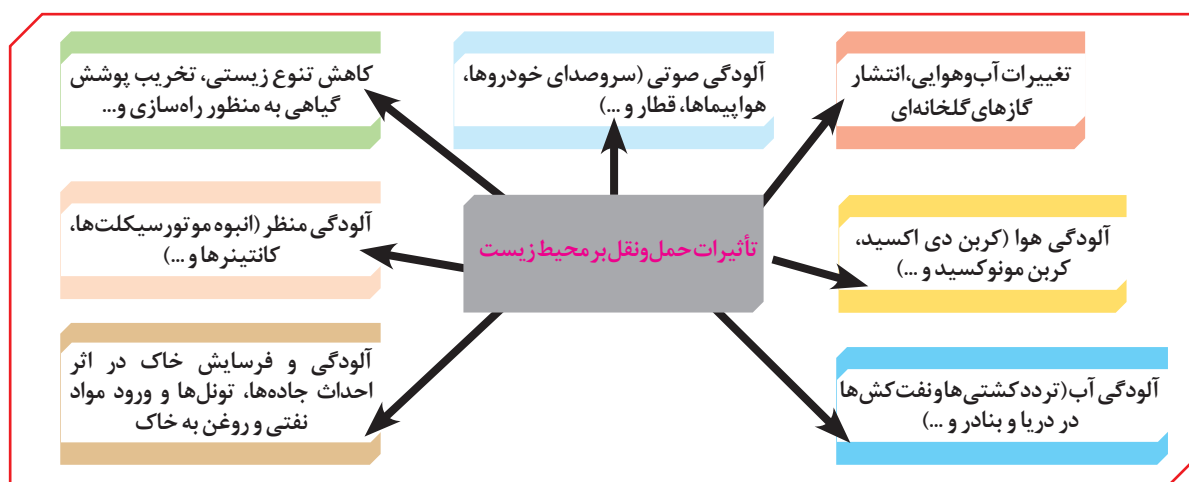 تغییرات آب‌وهوایی،انتشار
گازهای گلخانه‌ای
آلودگی صوتی (سروصدای خودروها،
هواپیماها، قطار و ...)
کاهش تنوع زیستی، تخریب پوشش
گیاهی به منظور راه‌سازی و...
تأثیرات حمل‌ونقل بر محیط زیست
آلودگی هوا (کربن دی اکسید،
کربن مونوکسید و ...)
آلودگی منظر (انبوه موتورسیکلت‌ها،
کانتینرها و ...)
آلودگی آب(تردد کشتی‌ها و نفت‌کش‌ها
در دریا و بنادر و ...)
آلودگی و فرسایش خاک در اثر
احداث جاده‌ها، تونل‌ها و ورود مواد
نفتی و روغن به خاک